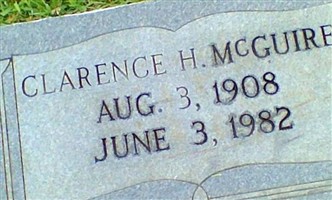 CLARENCE H. McGUIRE
AUG. 3, 1908
JUNE 3, 1982